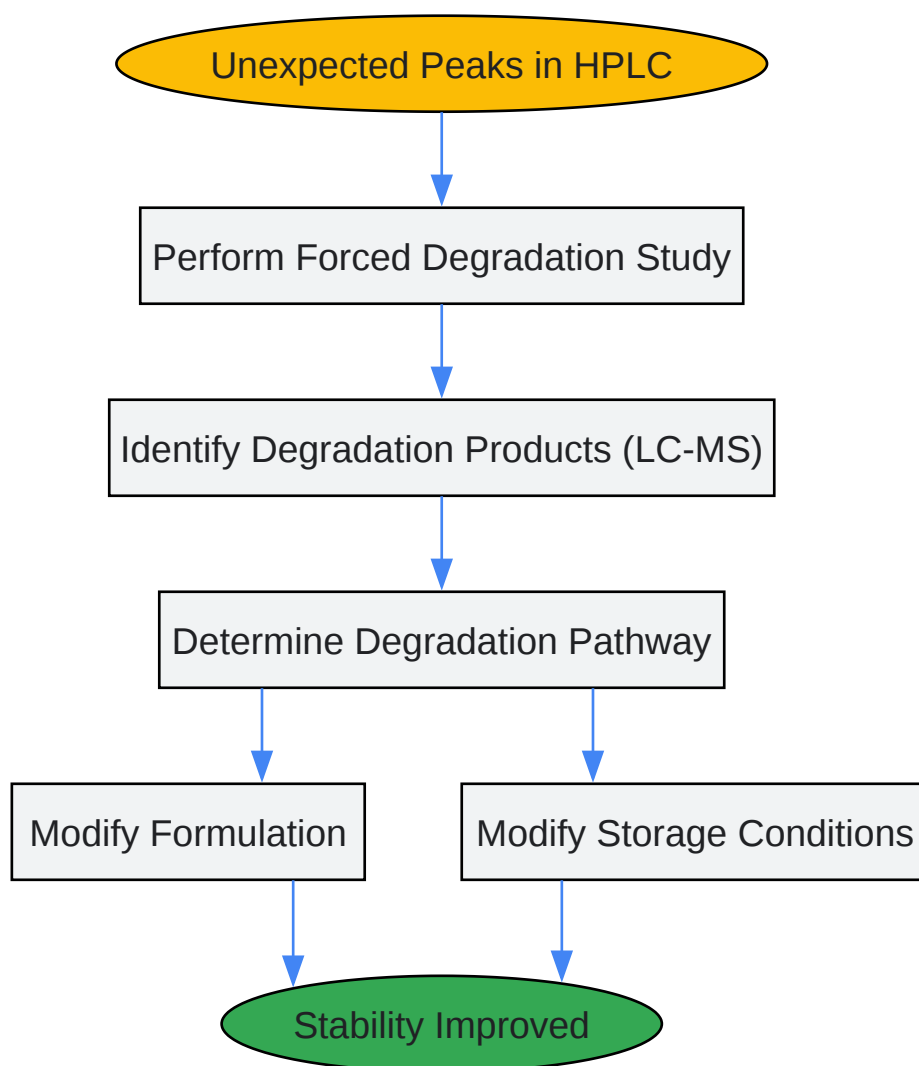 Unexpected Peaks in HPLC
Perform Forced Degradation Study
Identify Degradation Products (LC-MS)
Determine Degradation Pathway
Modify Formulation
Modify Storage Conditions
Stability Improved